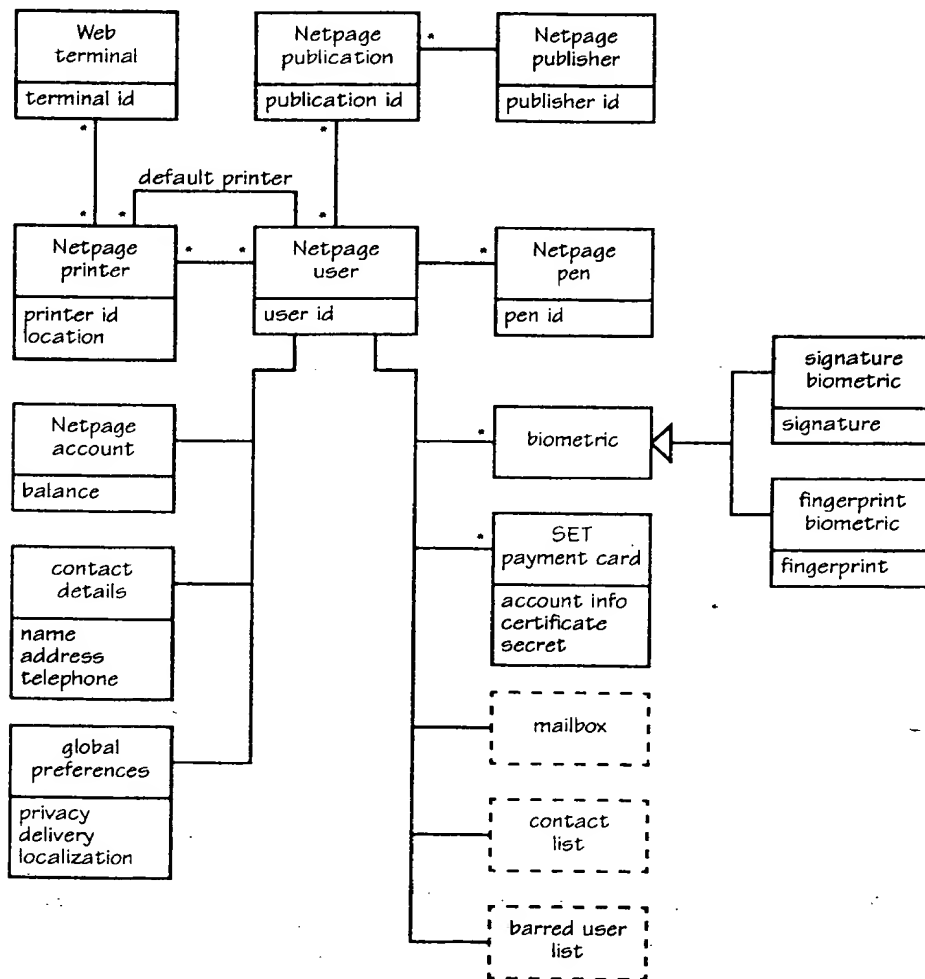 Web
terminal
terminal id
Netpage
publication
publication id
*
Netpage
publisher
publisher id
*
*
default printer
*
*
*
Netpage
printer
printer id
location
*
*
Netpage
user
user id
*
Netpage
pen
pen id
Netpage
account
balance
*
biometric
signature
biometric
signature
fingerprint
biometric
fingerprint
contact
details
name
address
telephone
*
SET
payment card
account info
certificate
secret
global
preferences
privacy
delivery
localization
mailbox
contact
list
barred user
list